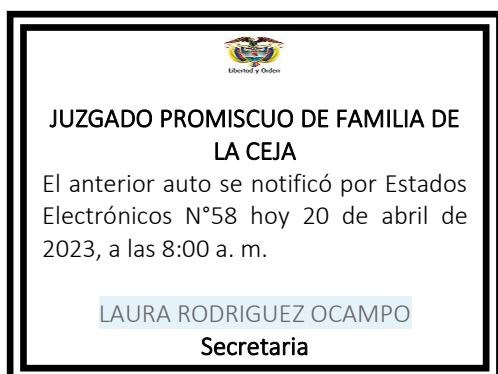 Libertad y Orden
JUZGADO PROMISCUO DE FAMILIA DE
LA CEJA
El anterior auto se notificó por Estados
Electrónicos N°58 hoy 20 de abril de
2023, a las 8:00 a. m.
LAURA RODRIGUEZ OCAMPO
Secretaria